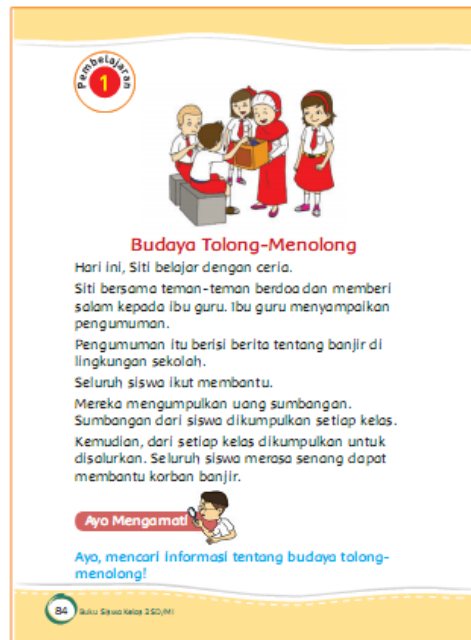 Pembelajaran
1
Budaya Tolong-Menolong
Hari ini, Siti belajar dengan ceria.
Siti bersama teman-teman berdoa dan memberi
salam kepada ibu guru. Ibu guru menyampaikan
pengumuman.
Pengumuman itu berisi berita tentang banjir di
lingkungan sekolah.
Seluruh siswa ikut membantu.
Mereka mengumpulkan uang sumbangan.
Sumbangan dari siswa dikumpulkan setiap kelas.
Kemudian, dari setiap kelas dikumpulkan untuk
disalurkan. Seluruh siswa merasa senang dapat
membantu korban banjir.
Ayo Mengamati
Ayo, mencari informasi tentang budaya tolong-
menolong!
84 Buku Siswa Kelas 2 SD/MI